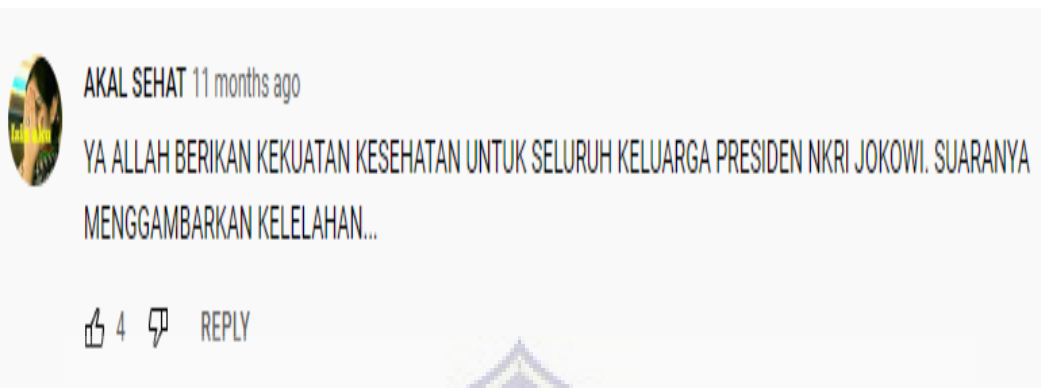 AKAL SEHAT 11 months ago
YA ALLAH BERIKAN KEKUATAN KESEHATAN UNTUK SELURUH KELUARGA PRESIDEN NKRI JOKOWI. SUARANYA
MENGGAMBARKAN KELELAHAN...
4 REPLY